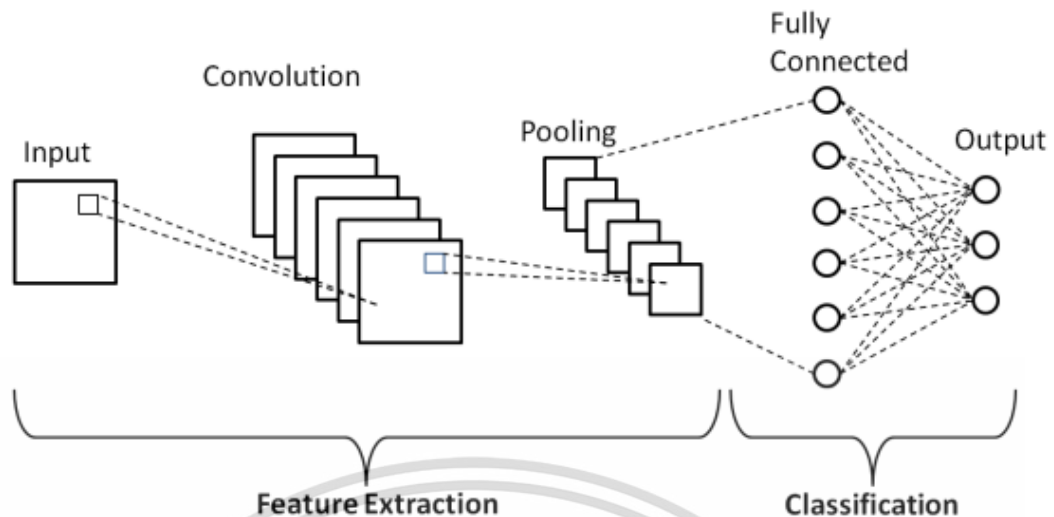 Input
Convolution
Pooling
Fully
Connected
Output
Feature Extraction
Classification